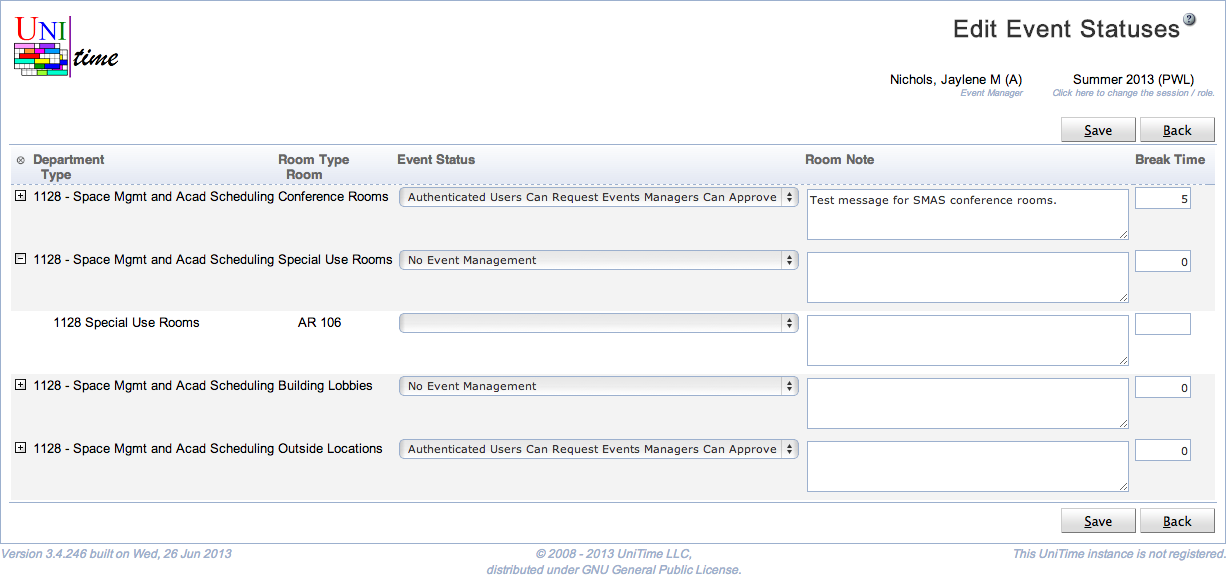 UNI
time
Edit Event Statuses ?
Nichols, Jaylene M (A) Summer 2013 (PWL)
Event Manager Click here to change the session / role.
Save Back
Department Room Type Event Status Room Note Break Time
Type Room
1128 - Space Mgmt and Acad Scheduling Conference Rooms Authenticated Users Can Request Events Managers Can Approve Test message for SMAS conference rooms. 5
1128 - Space Mgmt and Acad Scheduling Special Use Rooms No Event Management 0
1128 Special Use Rooms AR 106
1128 - Space Mgmt and Acad Scheduling Building Lobbies No Event Management 0
1128 - Space Mgmt and Acad Scheduling Outside Locations Authenticated Users Can Request Events Managers Can Approve 0
Save Back
Version 3.4.246 built on Wed, 26 Jun 2013 © 2008 - 2013 UniTime LLC, This UniTime instance is not registered.
distributed under GNU General Public License.